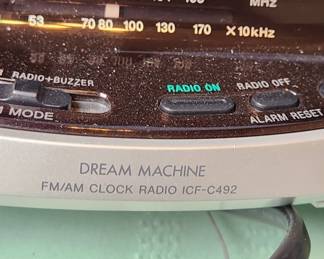 MHz
53 70 80 100 130 170 X10kHz
RADIO+BUZZER
RADIO ON
RADIO OFF
MODE
ALARM RESET
DREAM MACHINE
FM/AM CLOCK RADIO ICF-C492